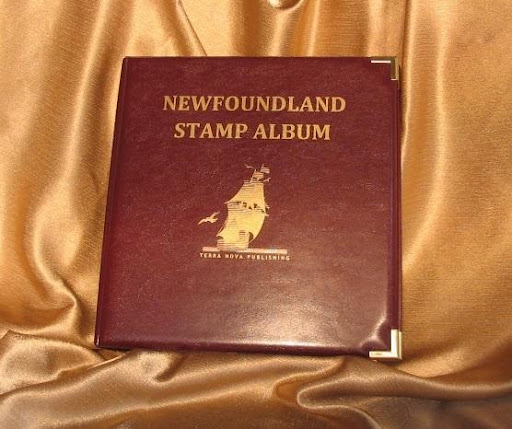 NEWFOUNDLAND
STAMP ALBUM
TERRA NOVA PUBLISHING